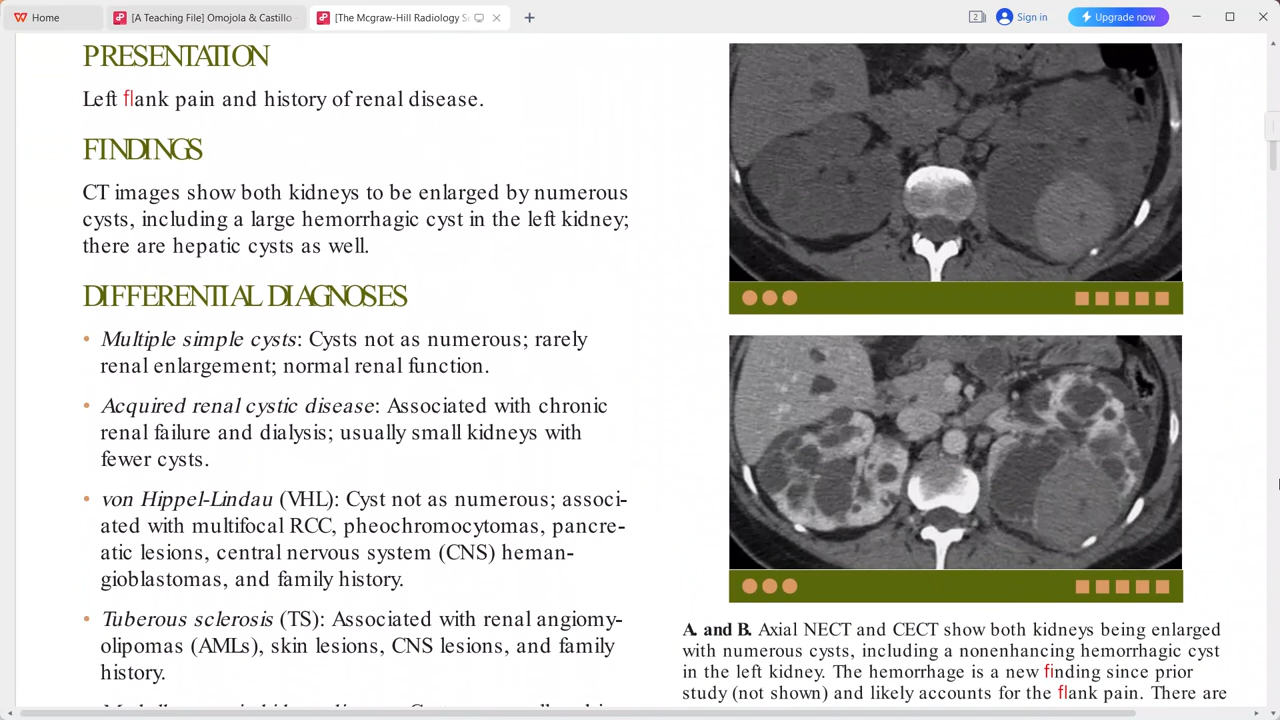 Home
[A Teaching File] Omojola & Castillo
[The Mcgraw-Hill Radiology S
2
Sign in
Upgrade now
PRESENTATION
Left flank pain and history of renal disease.
FINDINGS
CT images show both kidneys to be enlarged by numerous
cysts, including a large hemorrhagic cyst in the left kidney;
there are hepatic cysts as well.
DIFFERENTIAL DIAGNOSES
• Multiple simple cysts: Cysts not as numerous; rarely
renal enlargement; normal renal function.
• Acquired renal cystic disease: Associated with chronic
renal failure and dialysis; usually small kidneys with
fewer cysts.
• von Hippel-Lindau (VHL): Cyst not as numerous; associ-
ated with multifocal RCC, pheochromocytomas, pancre-
atic lesions, central nervous system (CNS) heman-
gioblastomas, and family history.
• Tuberous sclerosis (TS): Associated with renal angiomy-
olipomas (AMLs), skin lesions, CNS lesions, and family
history.
A. and B. Axial NECT and CECT show both kidneys being enlarged
with numerous cysts, including a nonenhancing hemorrhagic cyst
in the left kidney. The hemorrhage is a new finding since prior
study (not shown) and likely accounts for the flank pain. There are